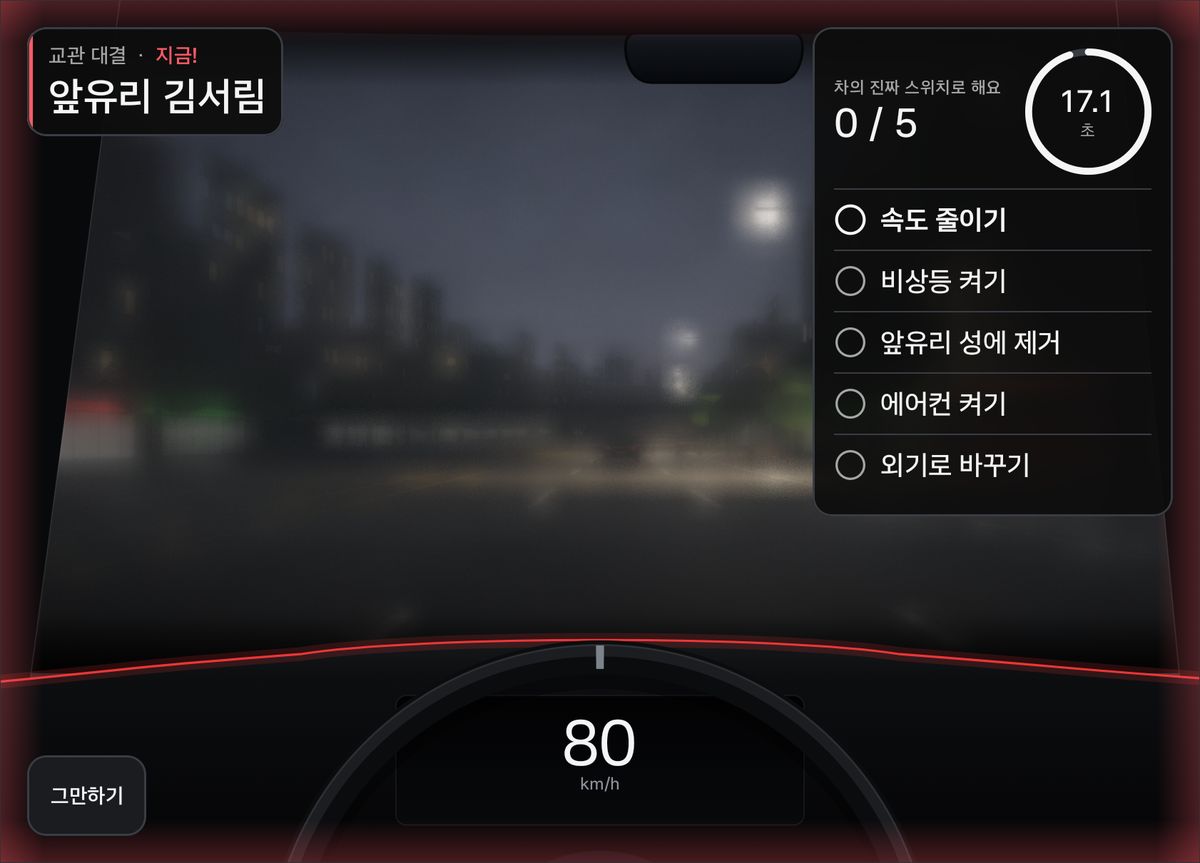 교관 대결 · 지금!
앞유리 김서림
차의 진짜 스위치로 해요
0 / 5
17.1
초
속도 줄이기
비상등 켜기
앞유리 성에 제거
에어컨 켜기
외기로 바꾸기
80
km/h
그만하기